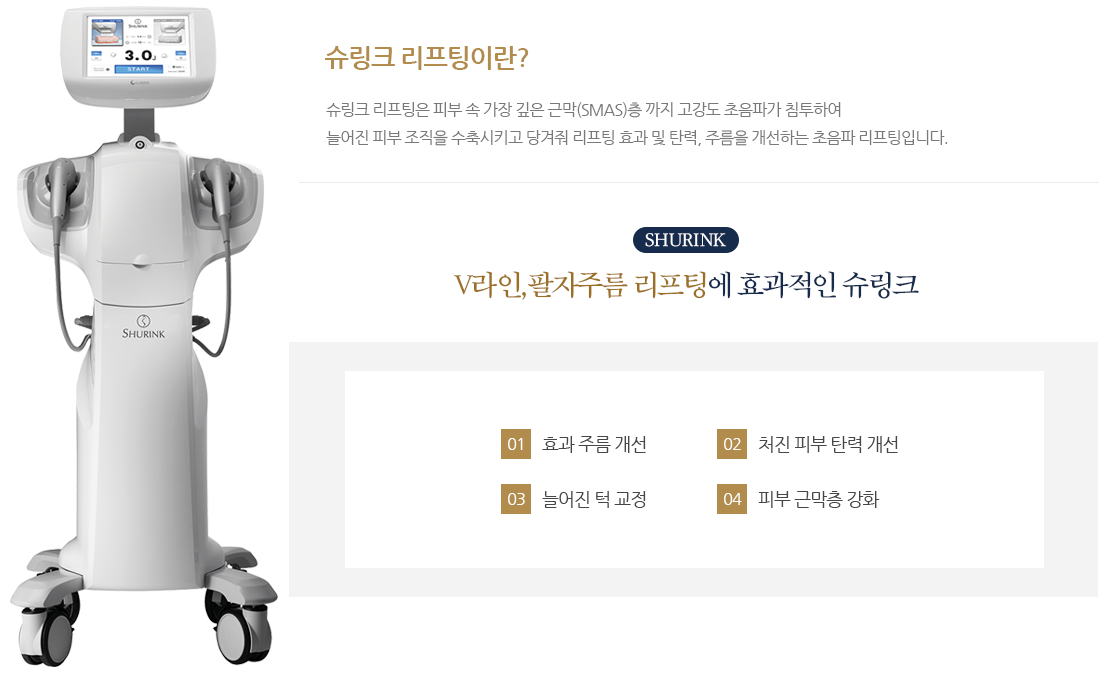 SHURINK
3.0J
START
SHURINK
슈링크 리프팅이란?
슈링크 리프팅은 피부 속 가장 깊은 근막(SMAS)층 까지 고강도 초음파가 침투하여
늘어진 피부 조직을 수축시키고 당겨줘 리프팅 효과 및 탄력, 주름을 개선하는 초음파 리프팅입니다.
SHURINK
V라인,팔자주름 리프팅에 효과적인 슈링크
01 효과 주름 개선
02 처진 피부 탄력 개선
03 늘어진 턱 교정
04 피부 근막층 강화